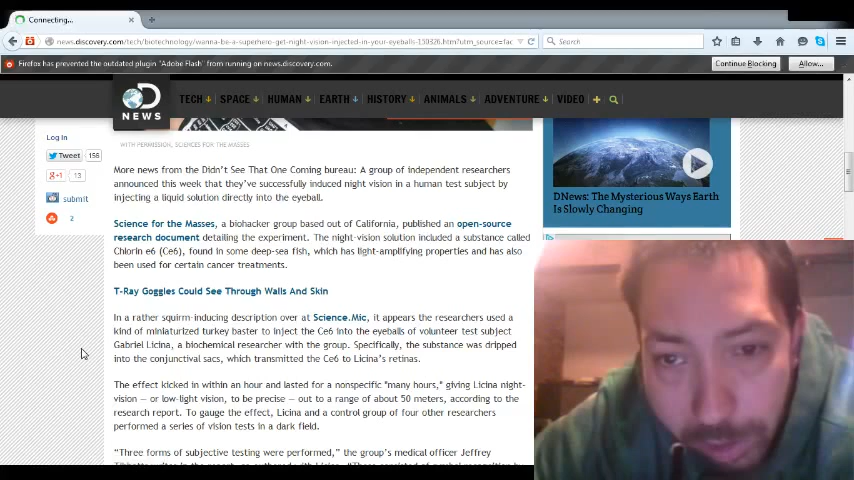 Connecting...
news.discovery.com/tech/biotechnology/wanna-be-a-superhero-get-night-vision-injected-in-your-eyeballs-150326.htm?utm_source=fac
Search
Firefox has prevented the outdated plugin "Adobe Flash" from running on news.discovery.com.
Continue Blocking
Allow...
D
NEWS
TECH SPACE HUMAN EARTH HISTORY ANIMALS ADVENTURE VIDEO +
WITH PERMISSION, SCIENCES FOR THE MASSES
Log In
Tweet 156
g+1 13
submit
2
More news from the Didn't See That One Coming bureau: A group of independent researchers
announced this week that they've successfully induced night vision in a human test subject by
injecting a liquid solution directly into the eyeball.
Science for the Masses, a biohacker group based out of California, published an open-source
research document detailing the experiment. The night-vision solution included a substance called
Chlorin e6 (Ce6), found in some deep-sea fish, which has light-amplifying properties and has also
been used for certain cancer treatments.
T-Ray Goggles Could See Through Walls And Skin
In a rather squirm-inducing description over at Science.Mic, it appears the researchers used a
kind of miniaturized turkey baster to inject the Ce6 into the eyeballs of volunteer test subject
Gabriel Licina, a biochemical researcher with the group. Specifically, the substance was dripped
into the conjunctival sacs, which transmitted the Ce6 to Licina's retinas.
The effect kicked in within an hour and lasted for a nonspecific "many hours," giving Licina night-
vision — or low-light vision, to be precise — out to a range of about 50 meters, according to the
research report. To gauge the effect, Licina and a control group of four other researchers
performed a series of vision tests in a dark field.
"Three forms of subjective testing were performed," the group's medical officer Jeffrey
DNews: The Mysterious Ways Earth
Is Slowly Changing